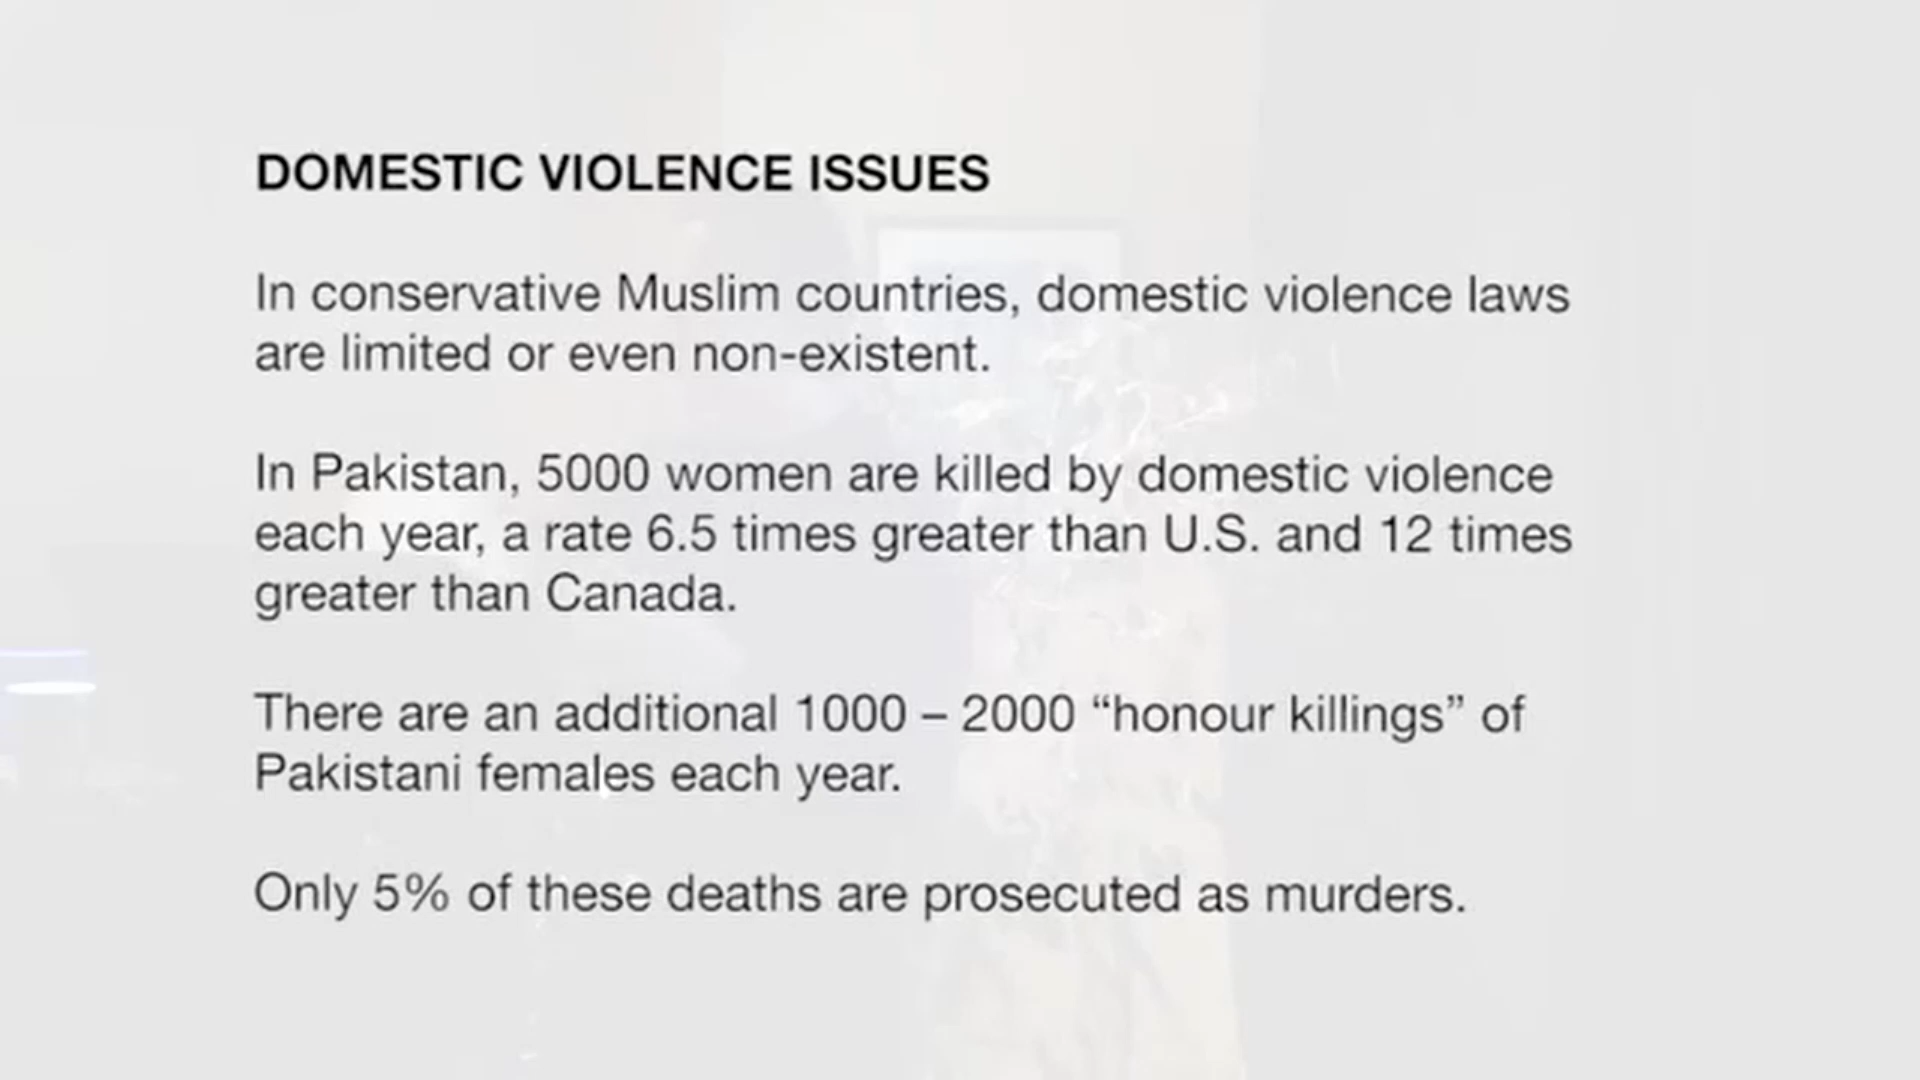 DOMESTIC VIOLENCE ISSUES
In conservative Muslim countries, domestic violence laws
are limited or even non-existent.
In Pakistan, 5000 women are killed by domestic violence
each year, a rate 6.5 times greater than U.S. and 12 times
greater than Canada.
There are an additional 1000 – 2000 “honour killings” of
Pakistani females each year.
Only 5% of these deaths are prosecuted as murders.